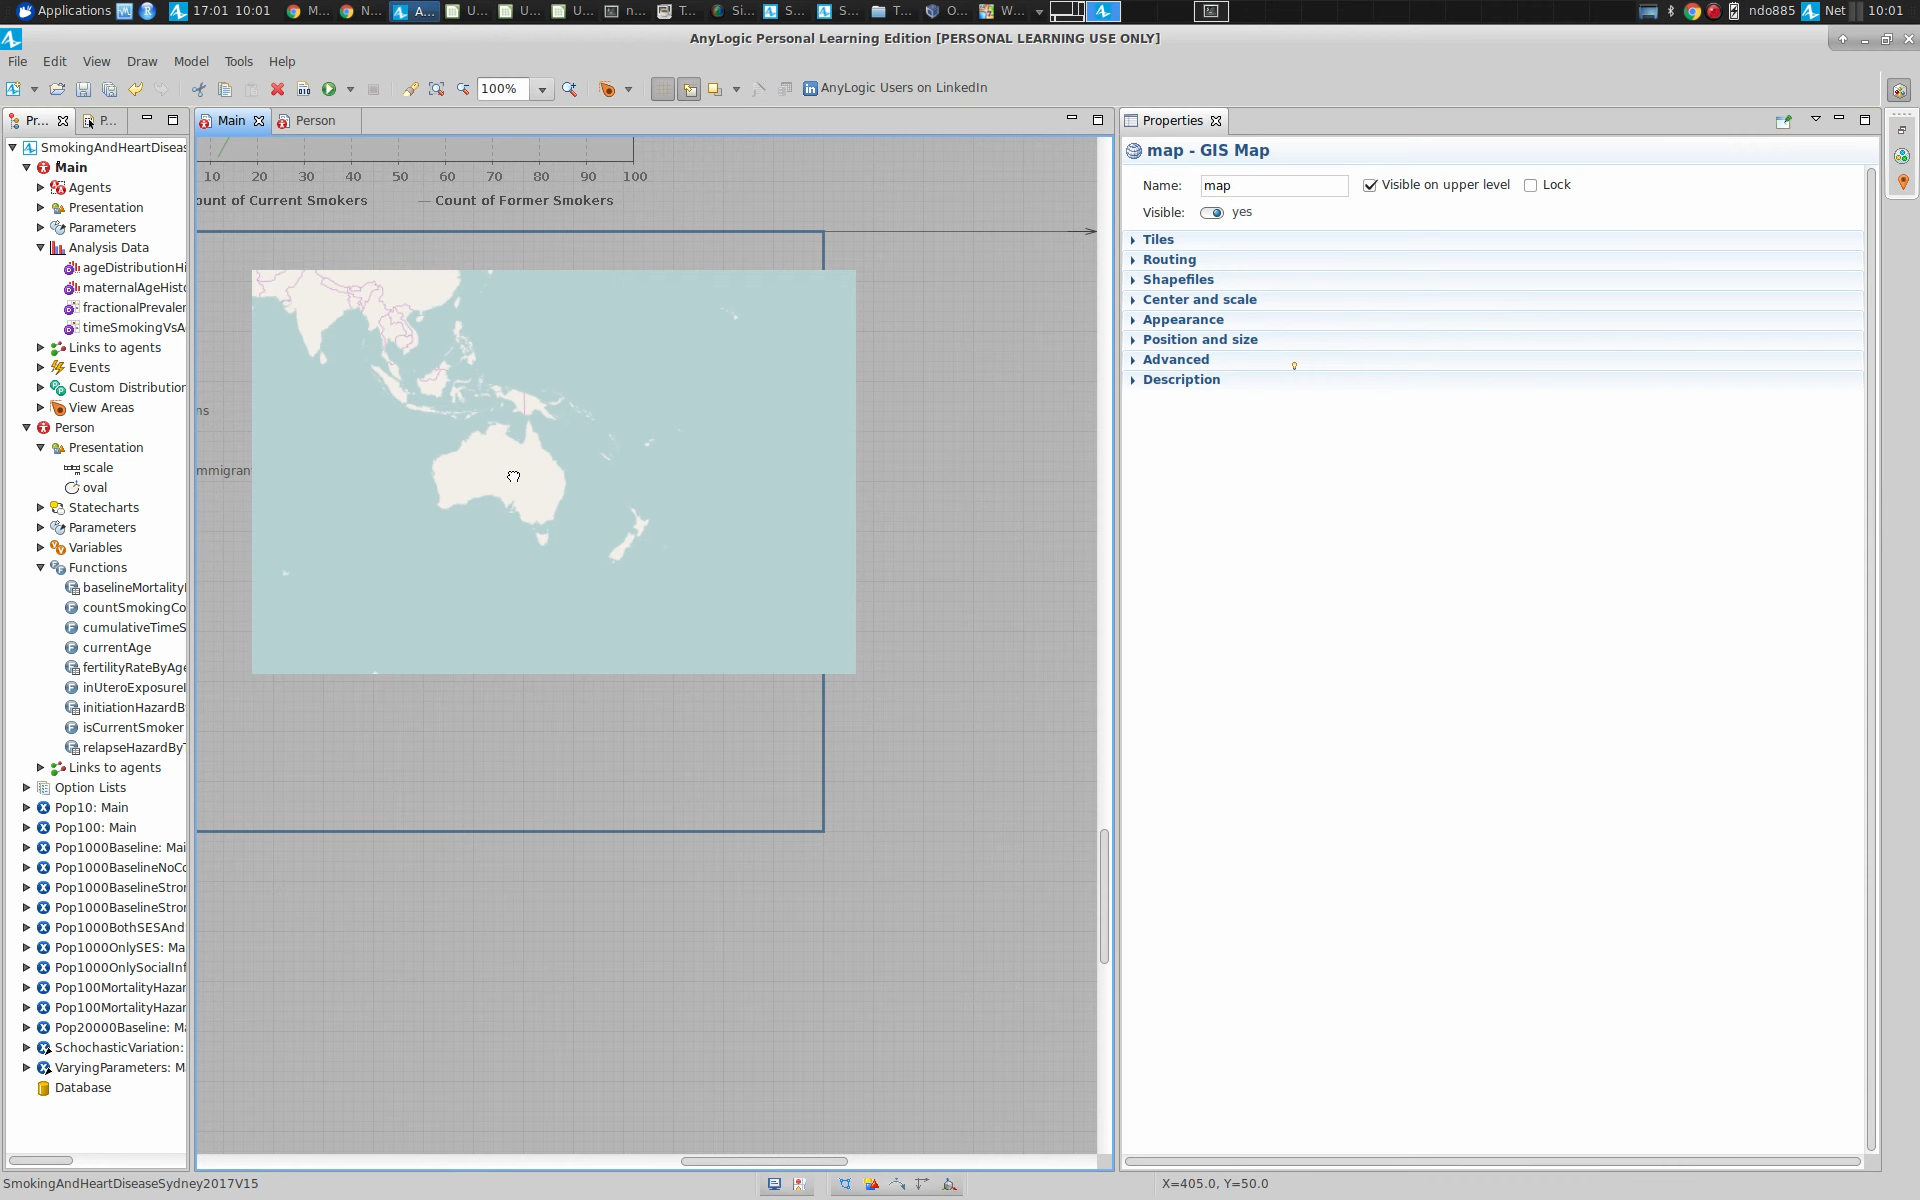 Applications
17:01 10:01
M...
N...
A...
U...
U...
U...
n...
T...
Si...
S...
S...
T...
O...
W...
ndo885
Net
10:01
AnyLogic Personal Learning Edition [PERSONAL LEARNING USE ONLY]
File Edit View Draw Model Tools Help
100%
AnyLogic Users on LinkedIn
Pr...
P...
Main
Person
Properties
SmokingAndHeartDiseas
Main
Agents
Presentation
Parameters
Analysis Data
ageDistributionHi
maternalAgeHisto
fractionalPrevaler
timeSmokingVsA
Links to agents
Events
Custom Distribution
View Areas
Person
Presentation
scale
oval
Statecharts
Parameters
Variables
Functions
baselineMortality
countSmokingCo
cumulativeTimeS
currentAge
fertilityRateByAge
inUteroExposure
initiationHazardB
isCurrentSmoker
relapseHazardBy
Links to agents
Option Lists
Pop10: Main
Pop100: Main
Pop1000Baseline: Mai
Pop1000BaselineNoCo
Pop1000BaselineStror
Pop1000BaselineStror
Pop1000BothSESAnd
Pop1000OnlySES: Ma
Pop1000OnlySocialInf
Pop100MortalityHazar
Pop100MortalityHazar
Pop20000Baseline: Ma
SchochasticVariation:
VaryingParameters: M
Database
10 20 30 40 50 60 70 80 90 100
ount of Current Smokers
Count of Former Smokers
ns
mmigran
map - GIS Map
Name: map
Visible on upper level
Lock
Visible: yes
Tiles
Routing
Shapefiles
Center and scale
Appearance
Position and size
Advanced
Description
SmokingAndHeartDiseaseSydney2017V15
X=405.0, Y=50.0